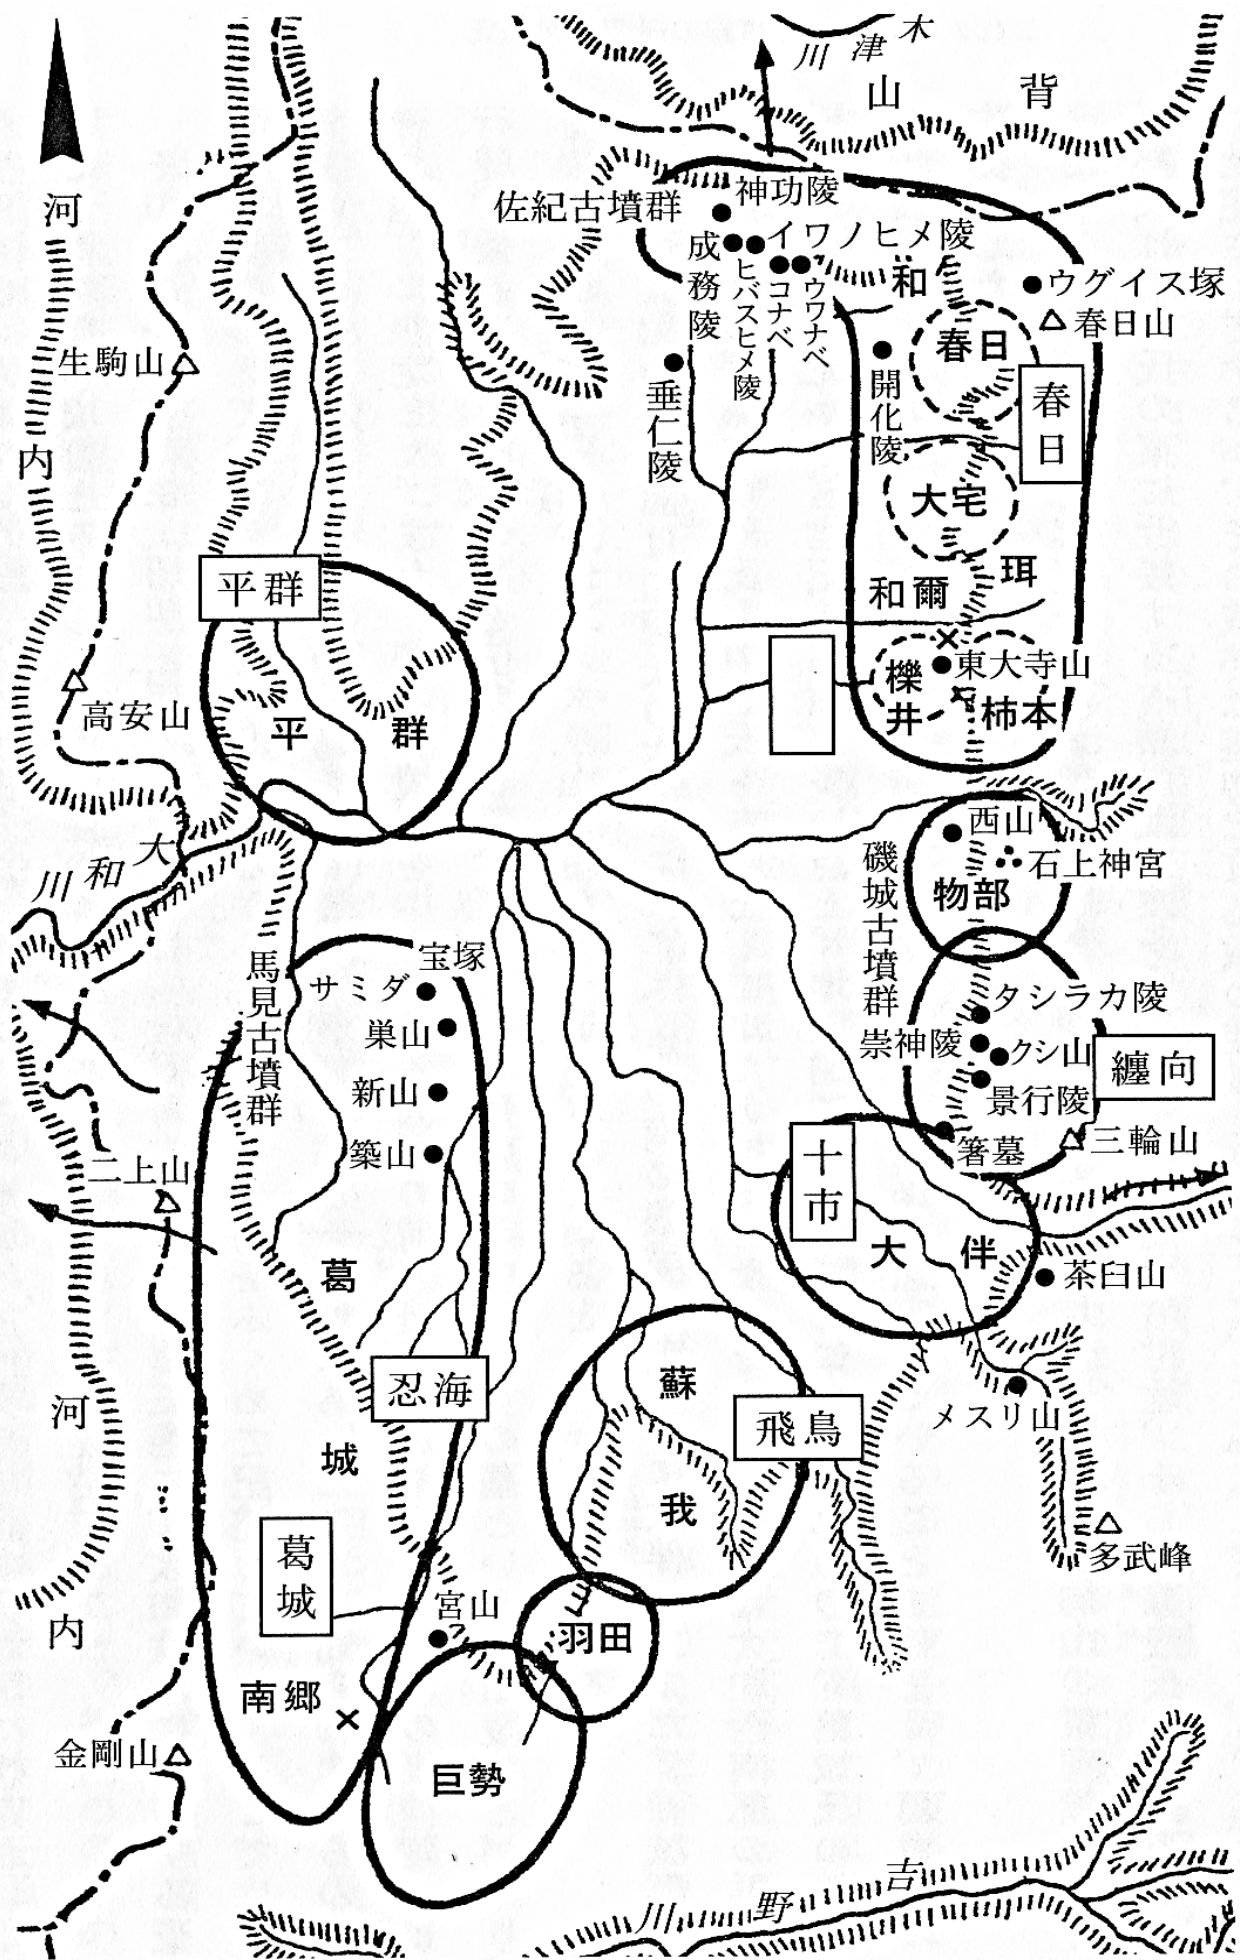 木津川
山背
河内
佐紀古墳群
神功陵
成務陵
イワノヒメ陵
ヒバスヒメ陵
コナベ
ウワナベ
和珥
ウグイス塚
春日山
春日
春日
生駒山
垂仁陵
開化陵
大宅
平群
和爾
櫟井
東大寺山
柿本
高安山
平群
大和川
西山
石上神宮
物部
磯城古墳群
馬見古墳群
宝塚
サミダ
巣山
新山
築山
タシラカ陵
崇神陵
クシ山
景行陵
纏向
箸墓
三輪山
二上山
十市
大伴
茶臼山
葛城
忍海
蘇我
飛鳥
メスリ山
河内
多武峰
葛城
宮山
羽田
南郷
金剛山
巨勢
吉野川